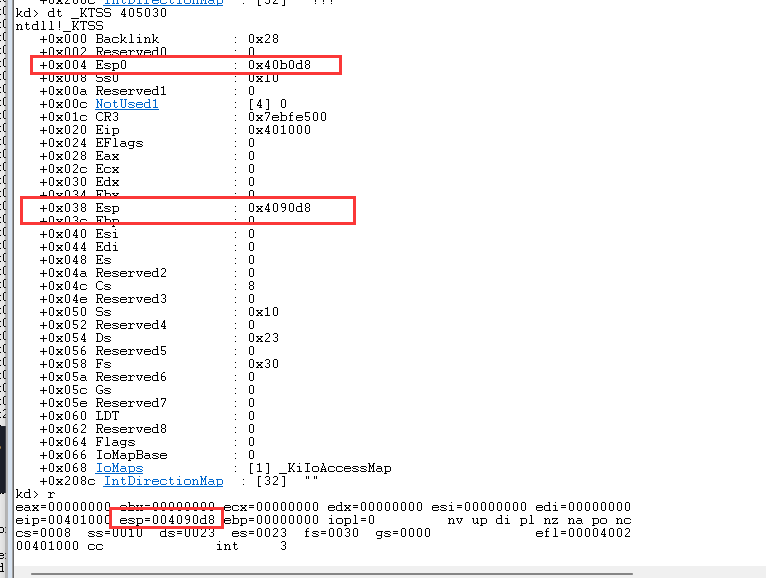 kd> dt _KTSS 405030
ntdll!_KTSS
+0x000 Backlink : 0x28
+0x002 Reserved0 : 0
+0x004 Esp0 : 0x40b0d8
+0x008 Ss0 : 0x10
+0x00a Reserved1 : 0
+0x00c NotUsed1 : [4] 0
+0x01c CR3 : 0x7ebfe500
+0x020 Eip : 0x401000
+0x024 EFlags : 0
+0x028 Eax : 0
+0x02c Ecx : 0
+0x030 Edx : 0
+0x034 Ebx : 0
+0x038 Esp : 0x4090d8
+0x03c Ebp : 0
+0x040 Esi : 0
+0x044 Edi : 0
+0x048 Es : 0
+0x04a Reserved2 : 0
+0x04c Cs : 8
+0x04e Reserved3 : 0
+0x050 Ss : 0x10
+0x052 Reserved4 : 0
+0x054 Ds : 0x23
+0x056 Reserved5 : 0
+0x058 Fs : 0x30
+0x05a Reserved6 : 0
+0x05c Gs : 0
+0x05e Reserved7 : 0
+0x060 LDT : 0
+0x062 Reserved8 : 0
+0x064 Flags : 0
+0x066 IoMapBase : 0
+0x068 IoMaps : [1] _KiIoAccessMap
+0x208c IntDirectionMap : [32] ""
kd> r
eax=00000000 ebx=00000000 ecx=00000000 edx=00000000 esi=00000000 edi=00000000
eip=00401000 esp=004090d8 ebp=00000000 iopl=0 nv up di pl nz na po nc
cs=0008 ss=0010 ds=0023 es=0023 fs=0030 gs=0000 efl=00004002
00401000 cc int 3